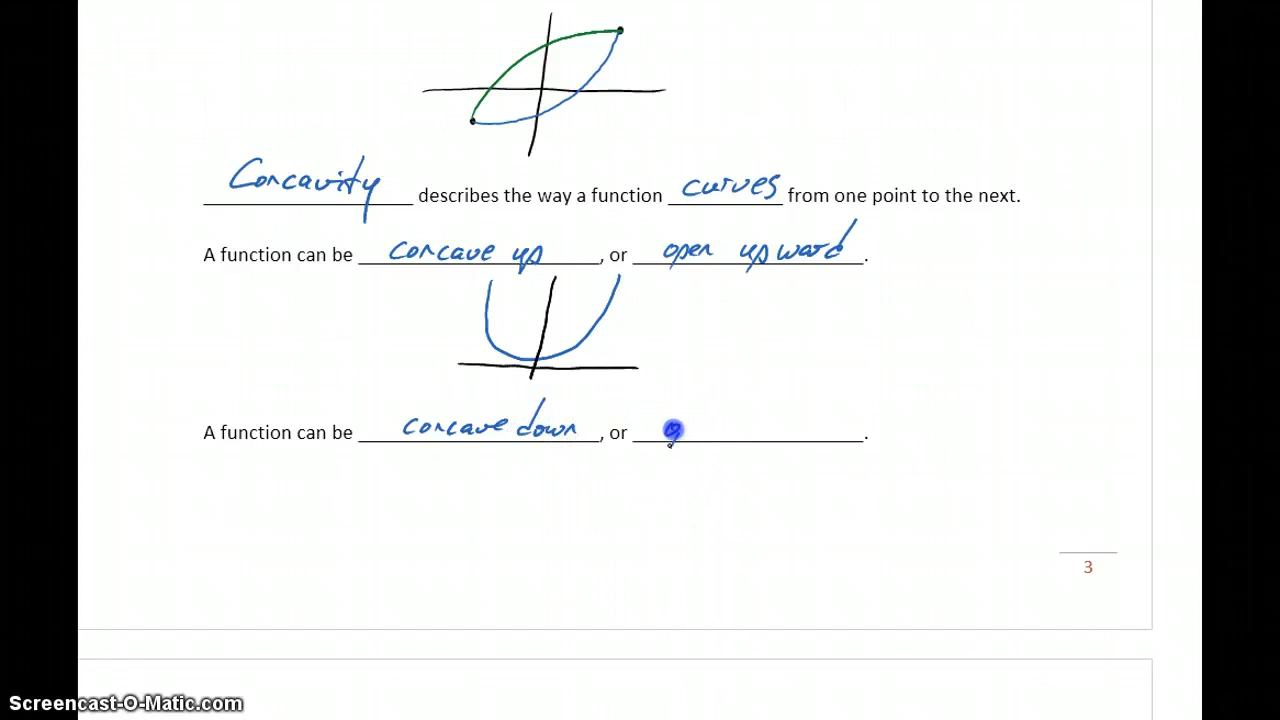 Concavity describes the way a function curves from one point to the next.
A function can be concave up, or open upward.
A function can be concave down, or .
3
Screencast-O-Matic.com